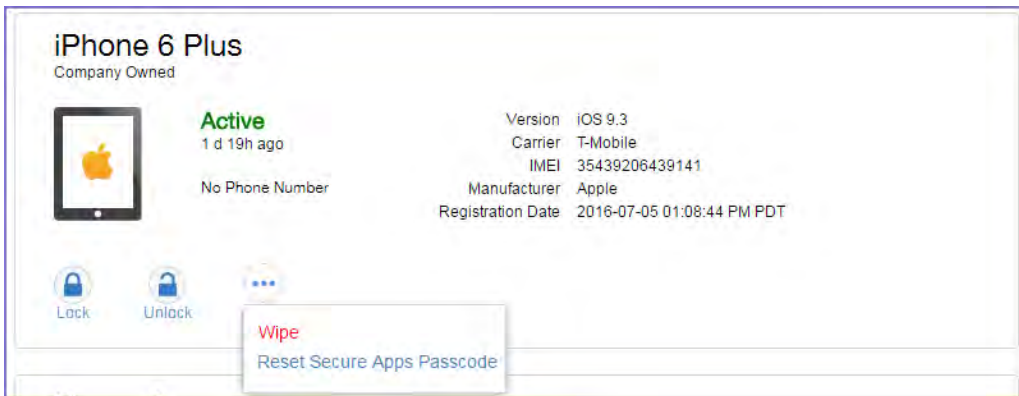 iPhone 6 Plus
Company Owned
Active
1 d 19h ago
No Phone Number
Version iOS 9.3
Carrier T-Mobile
IMEI 35439206439141
Manufacturer Apple
Registration Date 2016-07-05 01:08:44 PM PDT
Lock
Unlock
Wipe
Reset Secure Apps Passcode